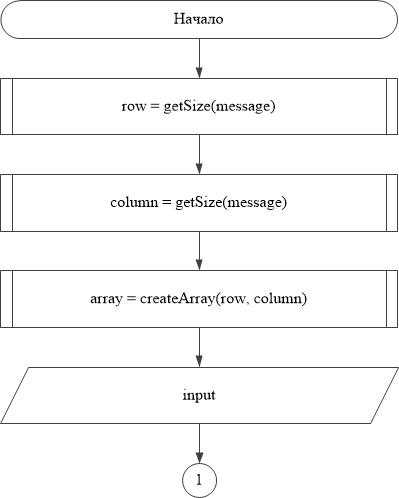 Начало
row = getSize(message)
column = getSize(message)
array = createArray(row, column)
input
1